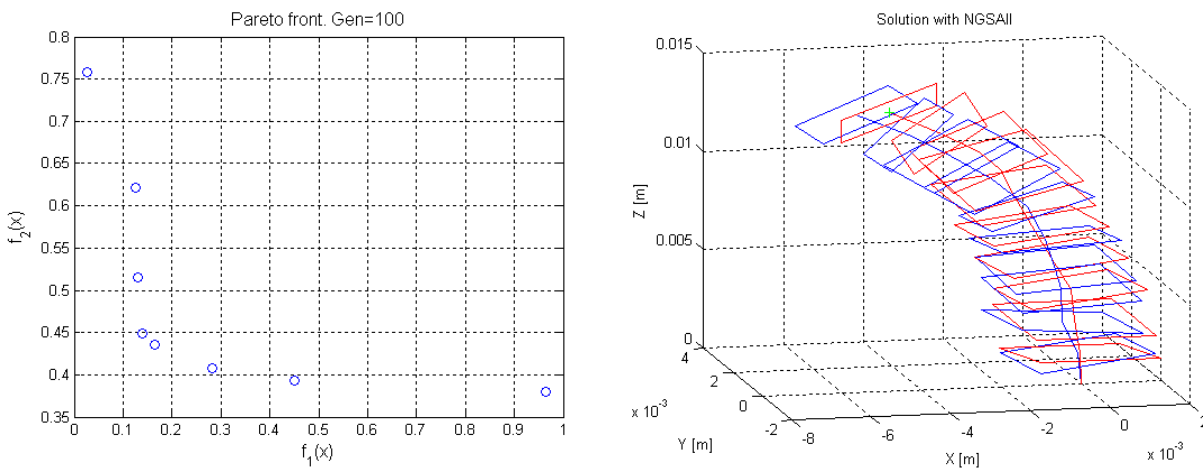 Pareto front. Gen=100
0.8
0.75
0.7
0.65
0.6
0.55
0.5
0.45
0.4
0.35
f2(x)
0 0.1 0.2 0.3 0.4 0.5 0.6 0.7 0.8 0.9 1
f1(x)
Solution with NGSAII
0.015
0.01
0.005
0
Z [m]
4
2
0
-2
x 10-3
Y [m]
-8 -6 -4 -2 0 2
X [m]
x 10-3